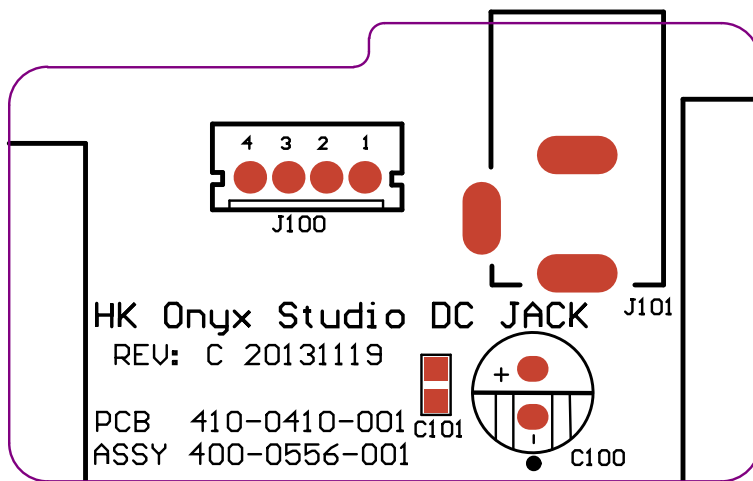 4 3 2 1
J100
J101
HK Onyx Studio DC JACK
REV: C 20131119
+
PCB 410-0410-001
C101
ASSY 400-0556-001
-
C100